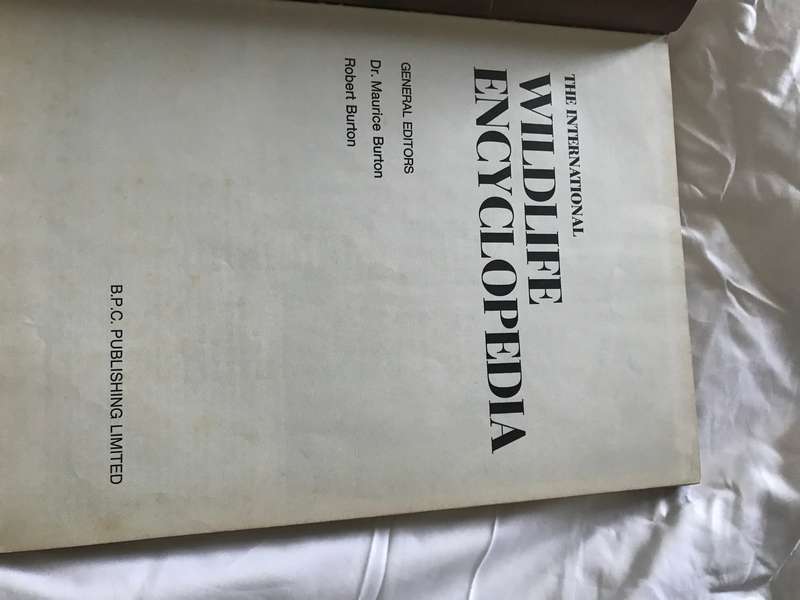 THE INTERNATIONAL
WILDLIFE
ENCYCLOPEDIA
GENERAL EDITORS
Dr. Maurice Burton
Robert Burton
B.P.C. PUBLISHING LIMITED